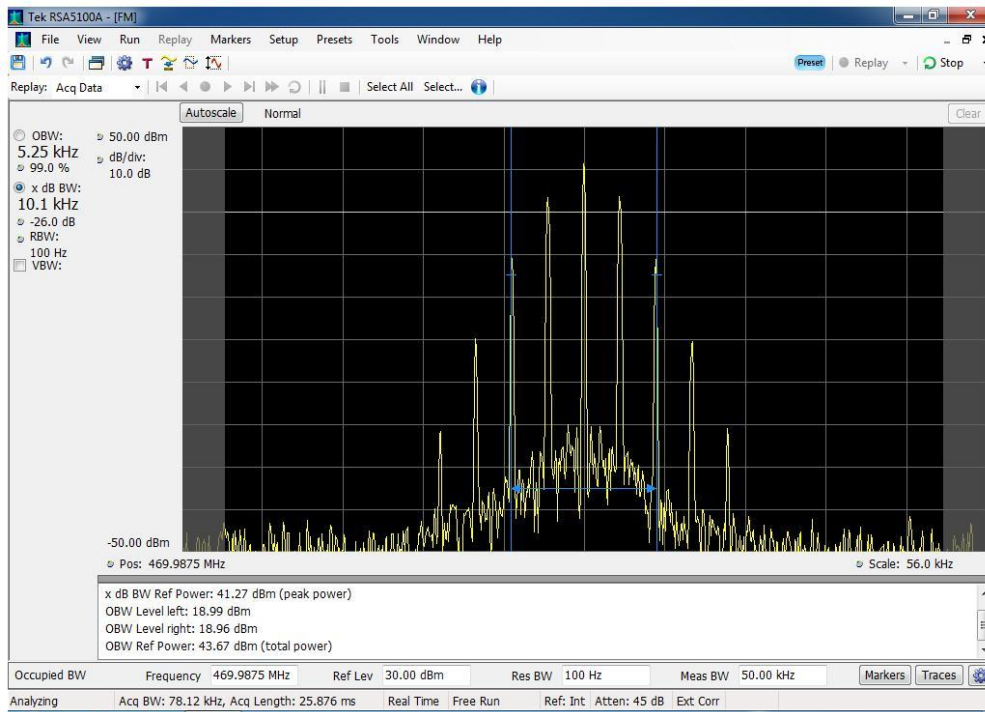 Tek RSA5100A - [FM]
File View Run Replay Markers Setup Presets Tools Window Help
Preset Replay Stop
Replay: Acq Data Select All Select...
Autoscale Normal Clear
OBW:
5.25 kHz
99.0 %
x dB BW:
10.1 kHz
-26.0 dB
RBW:
100 Hz
VBW:
50.00 dBm
dB/div:
10.0 dB
-50.00 dBm
Pos: 469.9875 MHz Scale: 56.0 kHz
x dB BW Ref Power: 41.27 dBm (peak power)
OBW Level left: 18.99 dBm
OBW Level right: 18.96 dBm
OBW Ref Power: 43.67 dBm (total power)
Occupied BW Frequency 469.9875 MHz Ref Lev 30.00 dBm Res BW 100 Hz Meas BW 50.00 kHz Markers Traces
Analyzing Acq BW: 78.12 kHz, Acq Length: 25.876 ms Real Time Free Run Ref: Int Atten: 45 dB Ext Corr